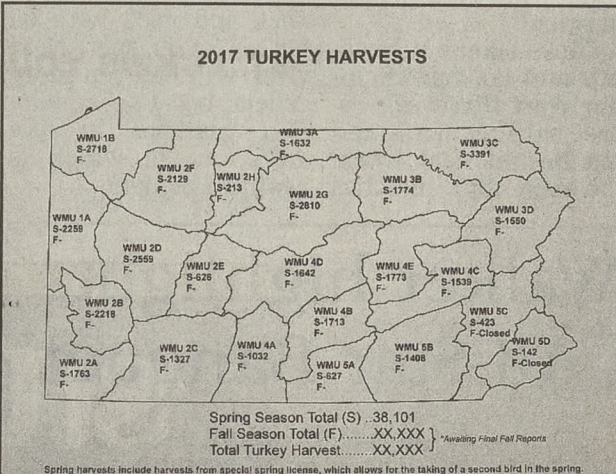 2017 TURKEY HARVESTS
WMU 1B
S-2718
F-
WMU 2F
S-2129
F-
WMU 2H
S-213
F-
WMU 3A
S-1632
F-
WMU 2G
S-2810
F-
WMU 3B
S-1774
F-
WMU 3C
S-3391
F-
WMU 3D
S-1550
F-
WMU 1A
S-2259
F-
WMU 2D
S-2559
F-
WMU 2E
S-626
F-
WMU 4D
S-1642
F-
WMU 4E
S-1773
F-
WMU 4C
S-1539
F-
WMU 2B
S-2218
F-
WMU 4B
S-1713
F-
WMU 5C
S-423
F-Closed
WMU 5D
S-142
F-Closed
WMU 2A
S-1763
F-
WMU 2C
S-1327
F-
WMU 4A
S-1032
F-
WMU 5A
S-627
F-
WMU 5B
S-1408
F-
Spring Season Total (S) ..38,101
Fall Season Total (F)........XX,XXX
Total Turkey Harvest......XX,XXX
} *Awaiting Final Fall Reports
Spring harvests include harvests from special spring license, which allows for the taking of a second bird in the spring.